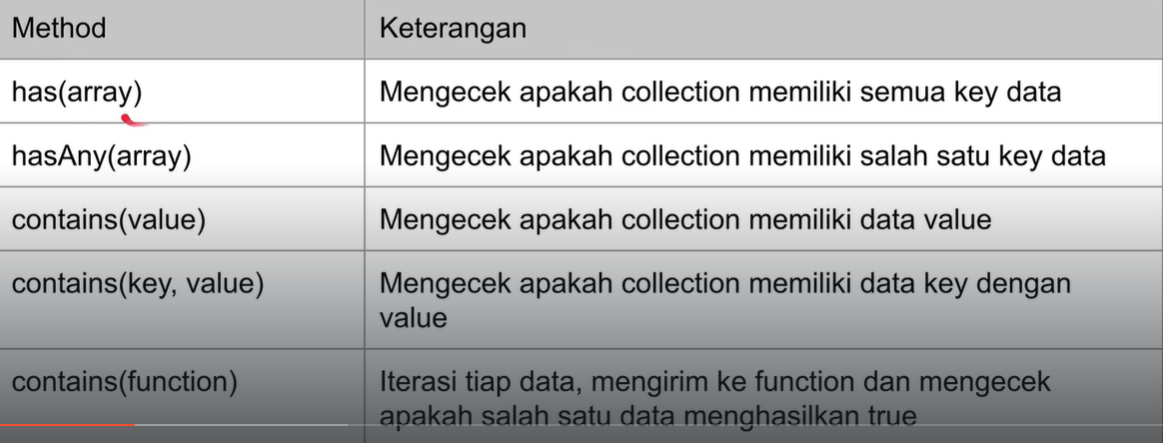 Method
Keterangan
has(array)
Mengecek apakah collection memiliki semua key data
hasAny(array)
Mengecek apakah collection memiliki salah satu key data
contains(value)
Mengecek apakah collection memiliki data value
contains(key, value)
Mengecek apakah collection memiliki data key dengan
value
contains(function)
Iterasi tiap data, mengirim ke function dan mengecek
apakah salah satu data menghasilkan true